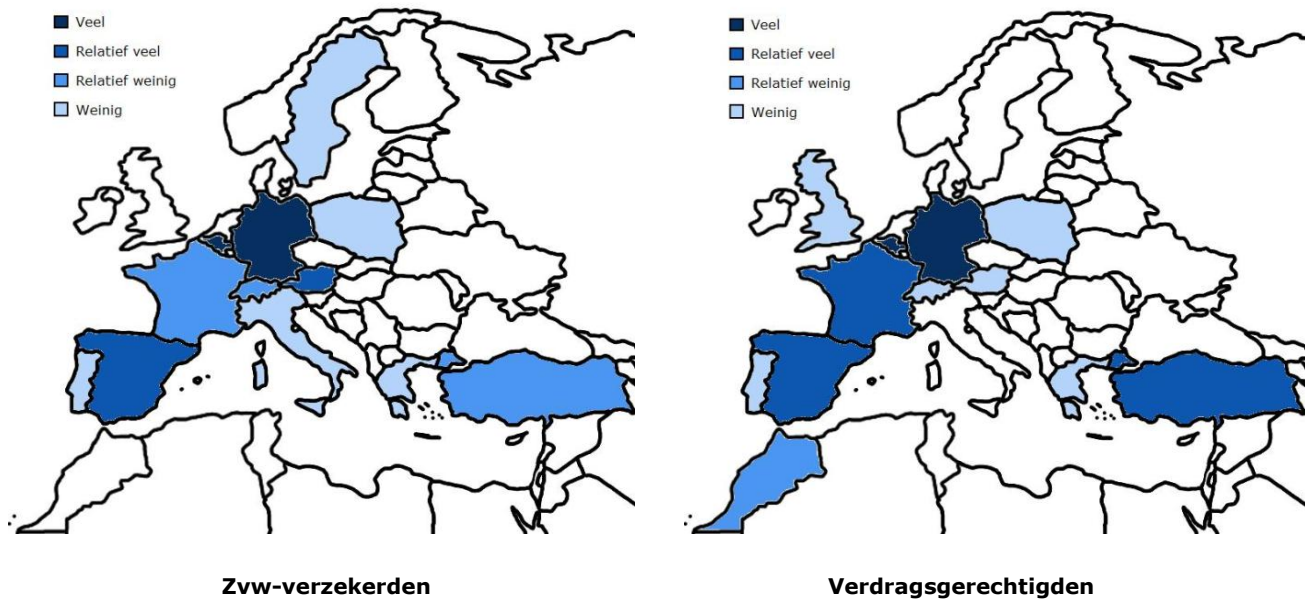 Veel
Relatief veel
Relatief weinig
Weinig
Veel
Relatief veel
Relatief weinig
Weinig
Zvw-verzekerden
Verdragsgerechtigden